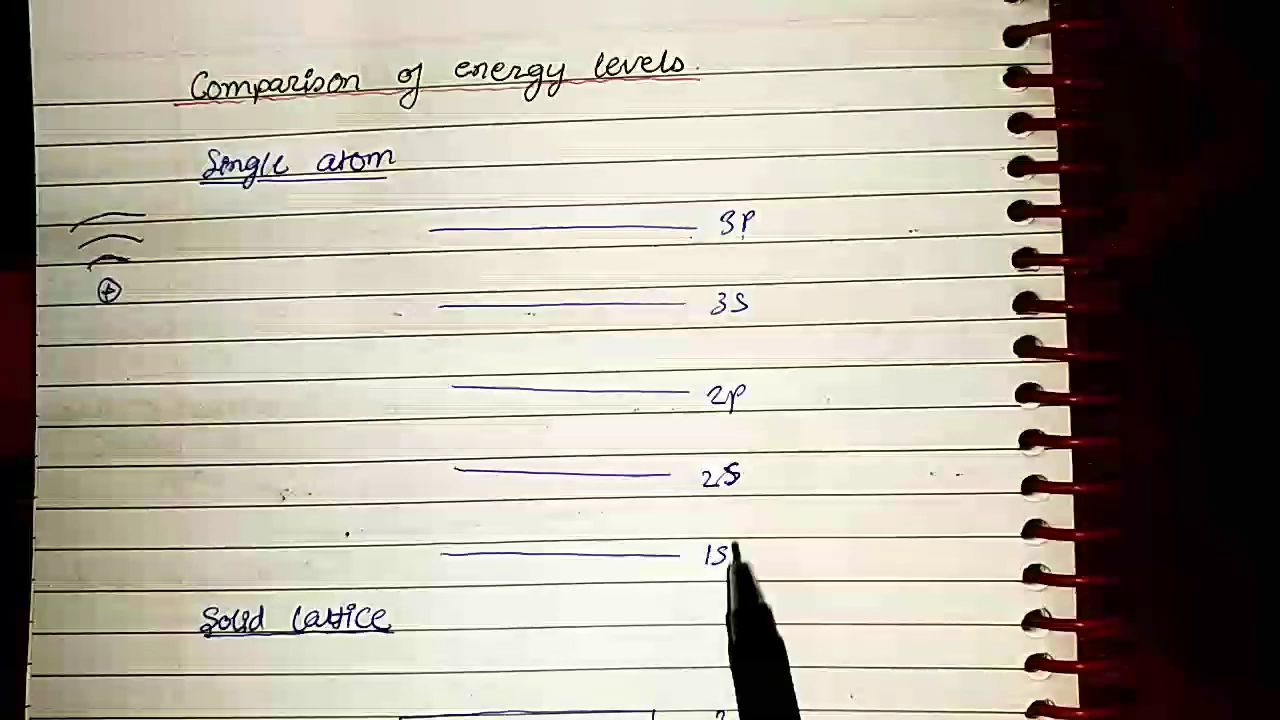 Comparison of energy levels.
Single atom
3P
3S
+
2P
2S
1S
Solid lattice